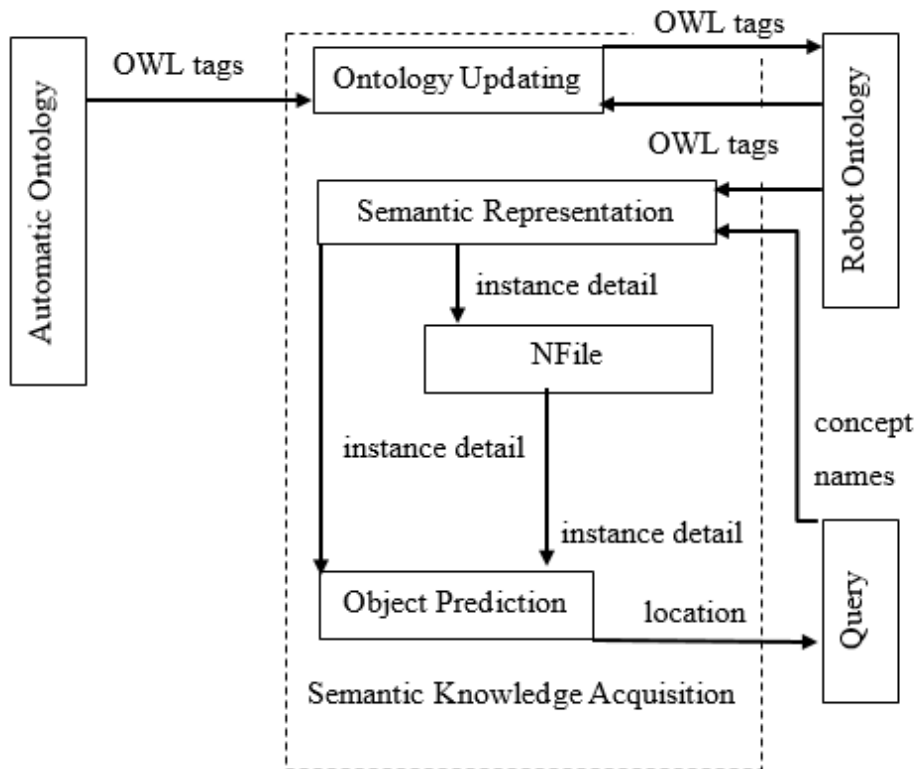 OWL tags
OWL tags
Ontology Updating
Automatic Ontology
Robot Ontology
OWL tags
Semantic Representation
instance detail
NFile
concept
names
instance detail
instance detail
Object Prediction
location
Query
Semantic Knowledge Acquisition